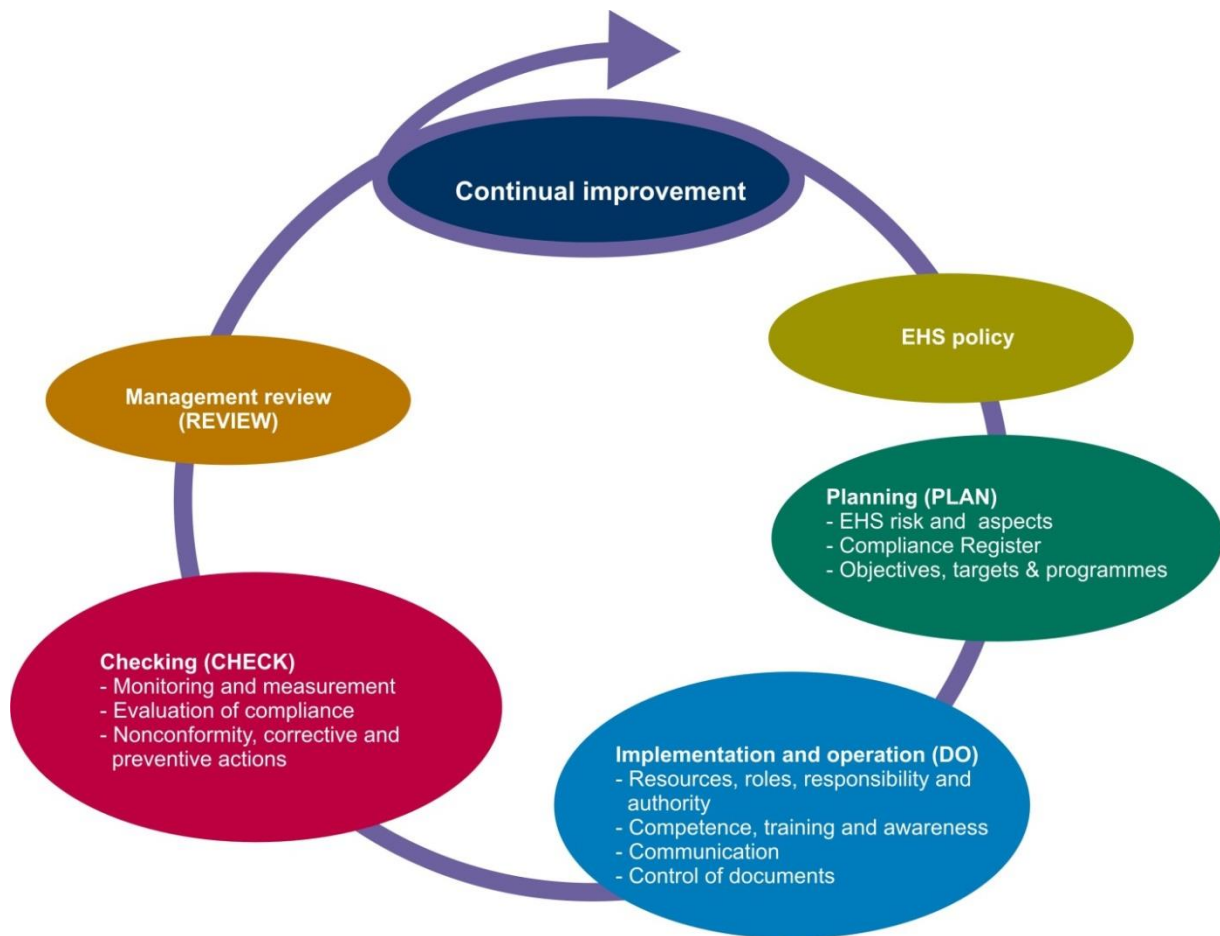 Continual improvement
EHS policy
Planning (PLAN)
- EHS risk and  aspects
- Compliance Register
- Objectives, targets & programmes
Implementation and operation (DO)
- Resources, roles, responsibility and
authority
- Competence, training and awareness
- Communication
- Control of documents
Checking (CHECK)
- Monitoring and measurement
- Evaluation of compliance
- Nonconformity, corrective and
preventive actions
Management review
(REVIEW)